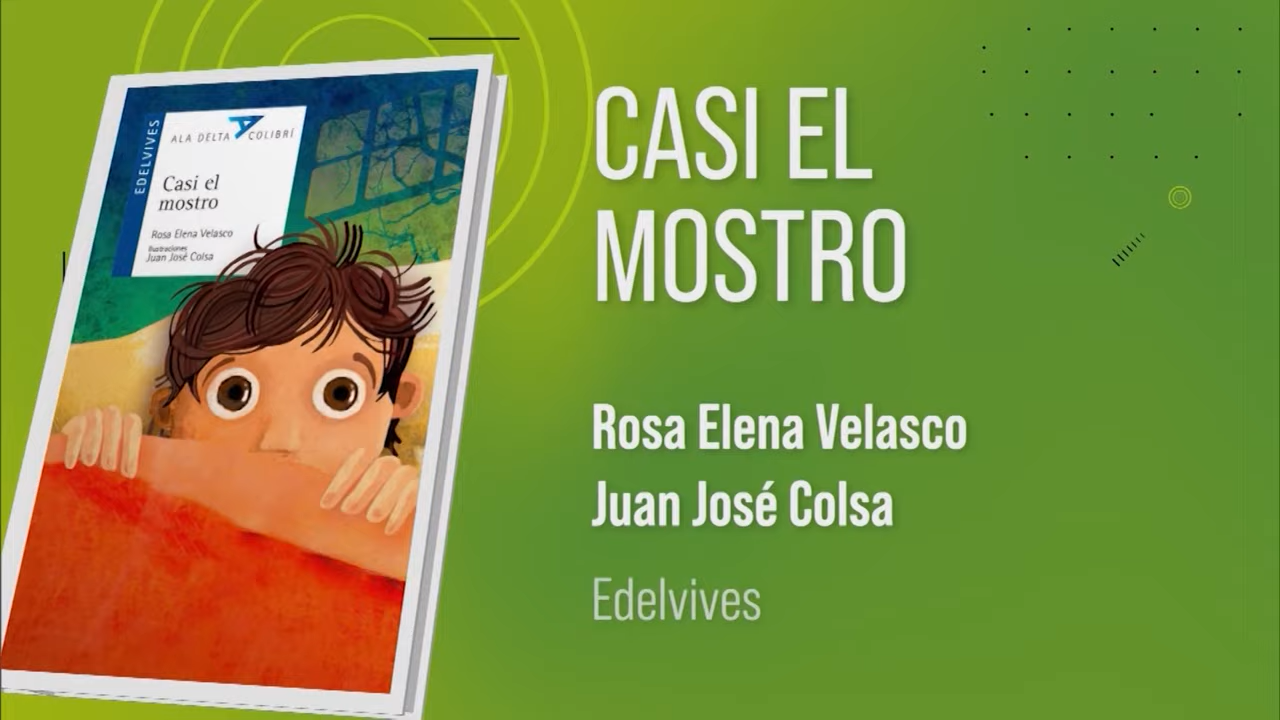 EDELVIVES
ALA DELTA COLIBRÍ
Casi el
mostro
Rosa Elena Velasco
Ilustraciones
Juan José Colsa
CASI EL
MOSTRO
Rosa Elena Velasco
Juan José Colsa
Edelvives